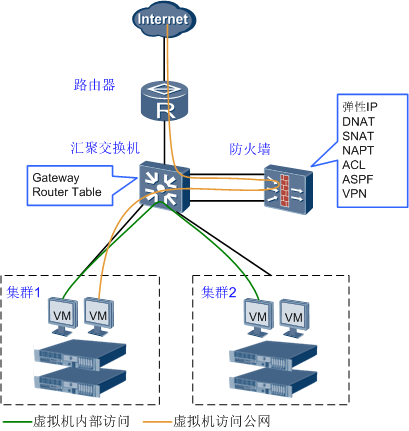 Internet
路由器
R
弹性IP
DNAT
SNAT
NAPT
ACL
ASPF
VPN
汇聚交换机
防火墙
Gateway
Router Table
集群1
集群2
VM
VM
VM
VM
虚拟机内部访问
虚拟机访问公网